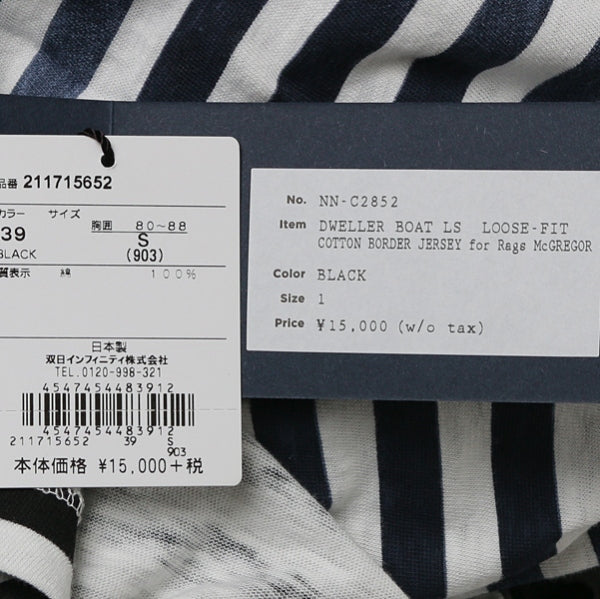 品番 211715652
カラー サイズ
39 胸囲 80~88
BLACK S
(903)
質表示 綿 100%
日本製
双日インフィニティ株式会社
TEL.0120-998-321
4547454483912
4547454483912
211715652 39 S
903
本体価格 ¥15,000+税
No. NN-C2852
Item DWELLER BOAT LS LOOSE-FIT
COTTON BORDER JERSEY for Rags McGREGOR
Color BLACK
Size 1
Price ¥15,000 (w/o tax)